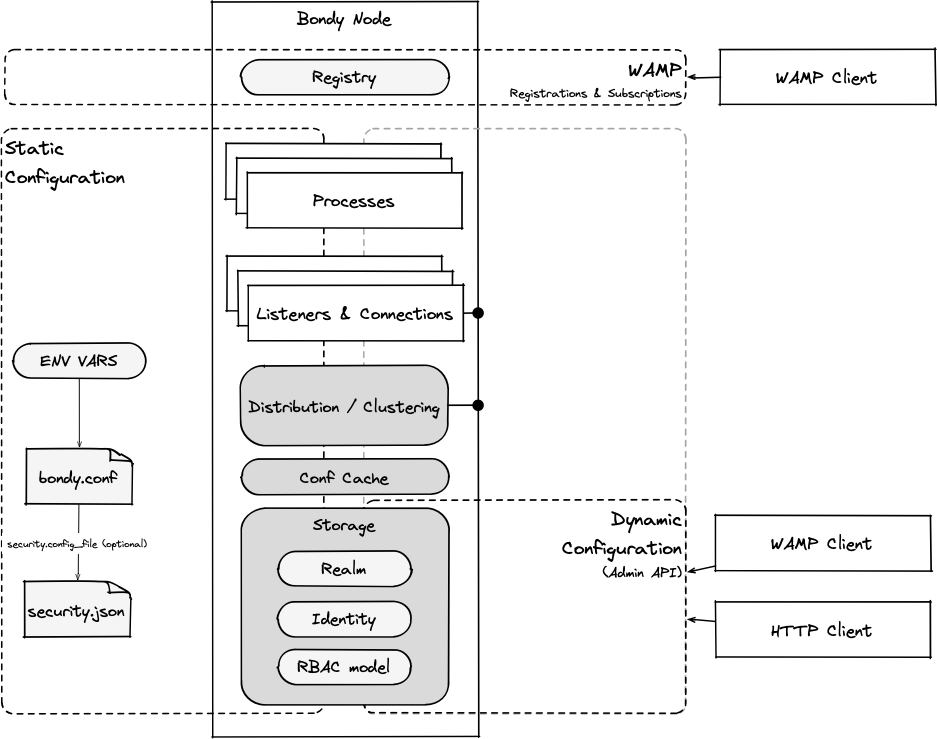 Bondy Node
Registry
WAMP
Registrations & Subscriptions
WAMP Client
Static
Configuration
Processes
Listeners & Connections
ENV VARS
Distribution / Clustering
bondy.conf
Conf Cache
security.config_file (optional)
security.json
Storage
Realm
Identity
RBAC model
Dynamic
Configuration
(Admin API)
WAMP Client
HTTP Client